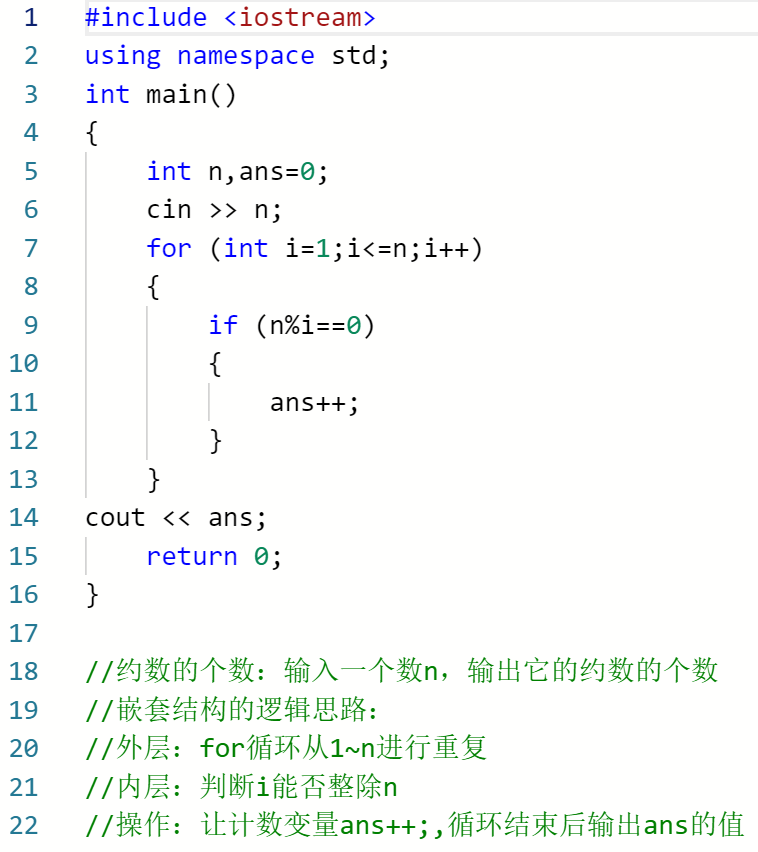 1 #include <iostream>
2 using namespace std;
3 int main()
4 {
5     int n,ans=0;
6     cin >> n;
7     for (int i=1;i<=n;i++)
8     {
9         if (n%i==0)
10         {
11             ans++;
12         }
13     }
14 cout << ans;
15     return 0;
16 }
17
18 //约数的个数：输入一个数n，输出它的约数的个数
19 //嵌套结构的逻辑思路：
20 //外层：for循环从1~n进行重复
21 //内层：判断i能否整除n
22 //操作：让计数变量ans++;,循环结束后输出ans的值